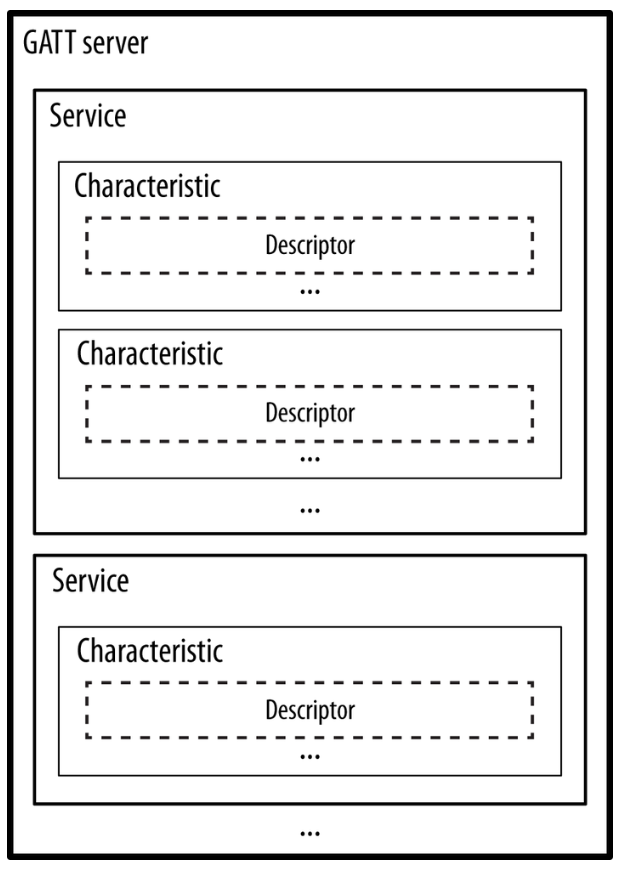 GATT server
Service
Characteristic
Descriptor
...
Characteristic
Descriptor
...
...
Service
Characteristic
Descriptor
...
...